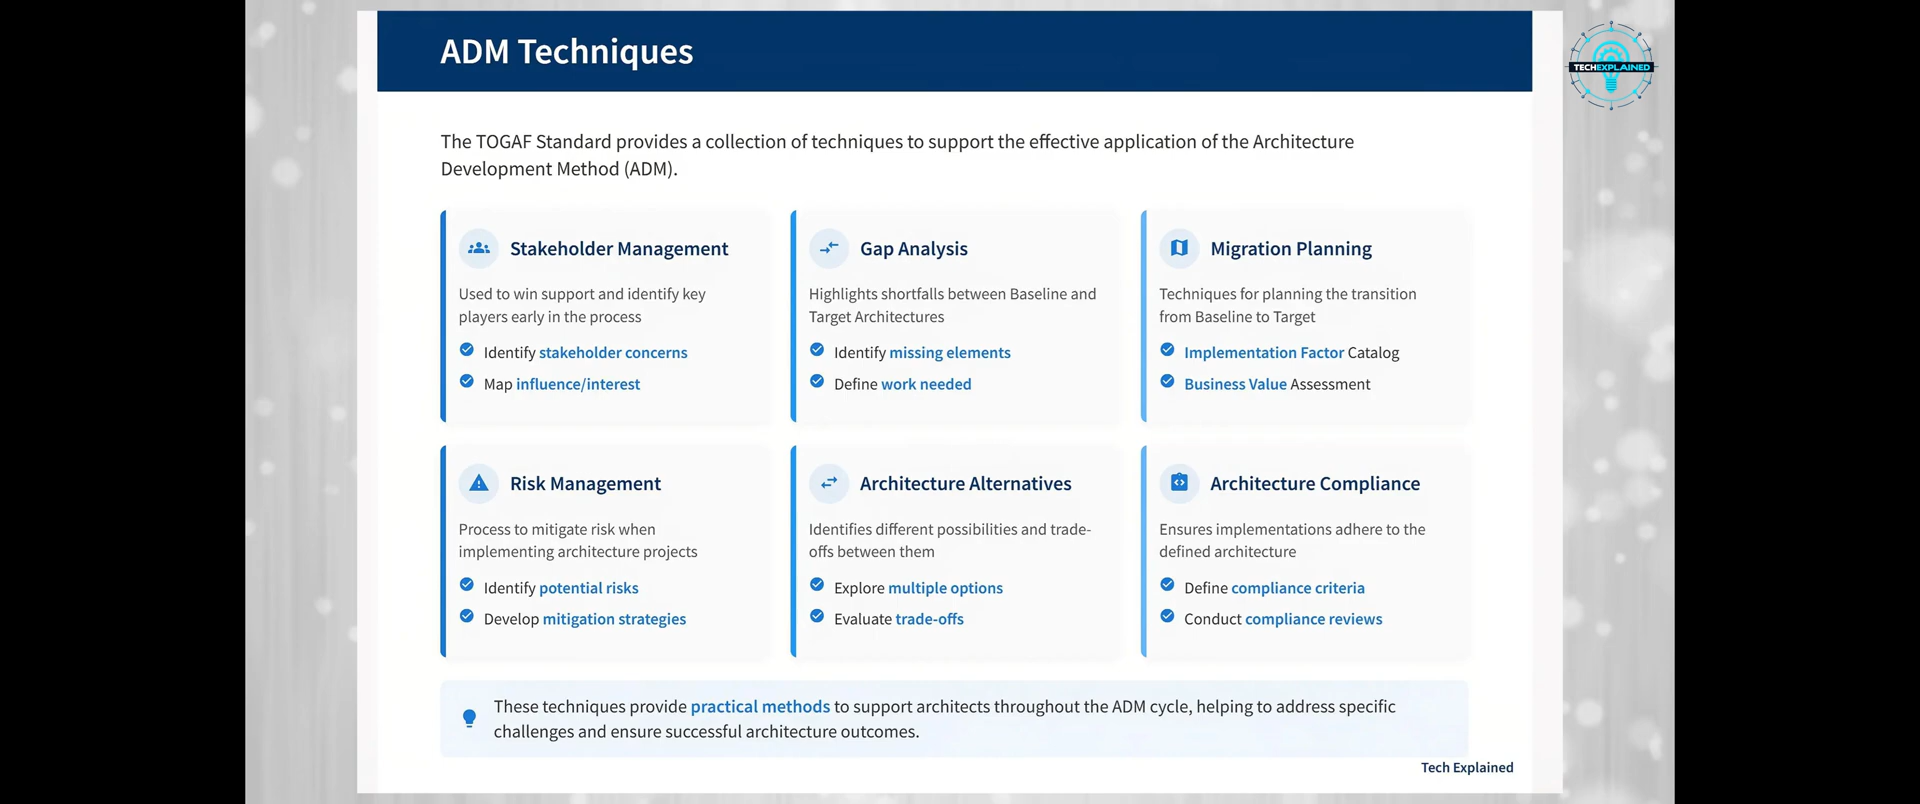 ADM Techniques
TECHEXPLAINED
The TOGAF Standard provides a collection of techniques to support the effective application of the Architecture
Development Method (ADM).
Stakeholder Management
Used to win support and identify key
players early in the process
Identify stakeholder concerns
Map influence/interest
Gap Analysis
Highlights shortfalls between Baseline and
Target Architectures
Identify missing elements
Define work needed
Migration Planning
Techniques for planning the transition
from Baseline to Target
Implementation Factor Catalog
Business Value Assessment
Risk Management
Process to mitigate risk when
implementing architecture projects
Identify potential risks
Develop mitigation strategies
Architecture Alternatives
Identifies different possibilities and trade-
offs between them
Explore multiple options
Evaluate trade-offs
Architecture Compliance
Ensures implementations adhere to the
defined architecture
Define compliance criteria
Conduct compliance reviews
These techniques provide practical methods to support architects throughout the ADM cycle, helping to address specific
challenges and ensure successful architecture outcomes.
Tech Explained